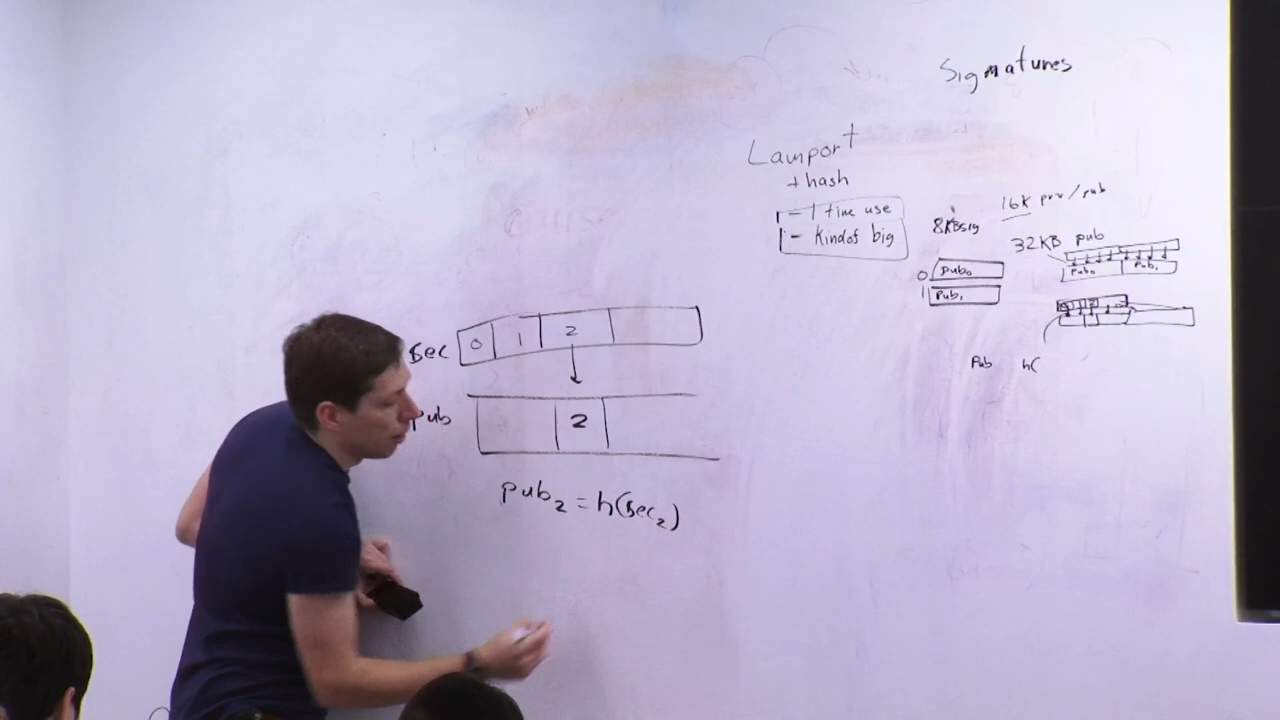 Signatures
Lamport
+ hash
- 1 time use
- kind of big
8KB sig
16K prv/pub
32KB pub
0 pub₀
1 pub₁
Pub₀ Pub₁
Pub h(
sec 0 1 2
pub 2
pub₂ = h(sec₂)